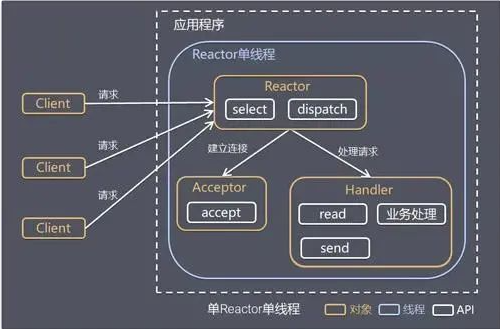 应用程序
Reactor单线程
Reactor
select
dispatch
Client
请求
Client
请求
Client
请求
建立连接
处理请求
Acceptor
accept
Handler
read
业务处理
send
单Reactor单线程
对象
线程
API